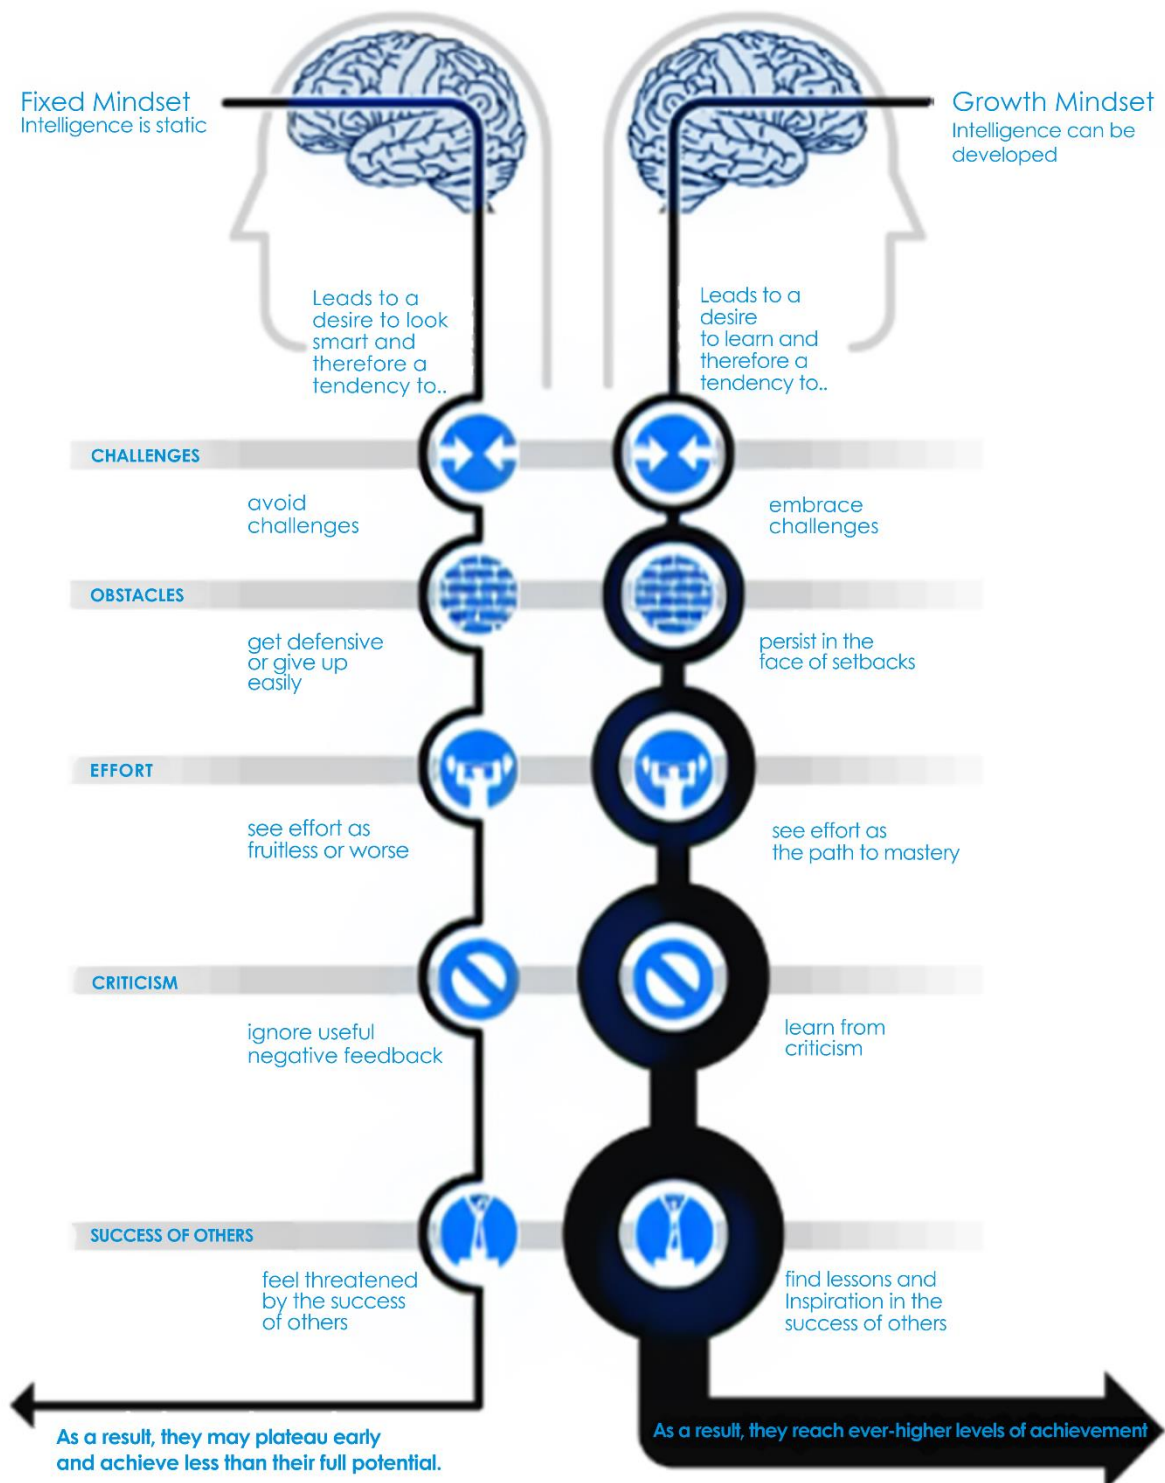 Fixed Mindset
Intelligence is static
Growth Mindset
Intelligence can be
developed
Leads to a
desire to look
smart and
therefore a
tendency to..
Leads to a
desire
to learn and
therefore a
tendency to..
CHALLENGES
avoid
challenges
embrace
challenges
OBSTACLES
get defensive
or give up
easily
persist in the
face of setbacks
EFFORT
see effort as
fruitless or worse
see effort as
the path to mastery
CRITICISM
ignore useful
negative feedback
learn from
criticism
SUCCESS OF OTHERS
feel threatened
by the success
of others
find lessons and
Inspiration in the
success of others
As a result, they may plateau early
and achieve less than their full potential.
As a result, they reach ever-higher levels of achievement